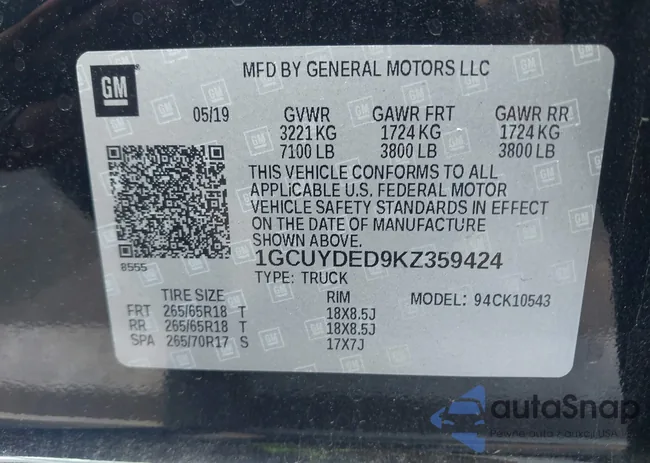 GM
MFD BY GENERAL MOTORS LLC
05/19 GVWR GAWR FRT GAWR RR
3221 KG 1724 KG 1724 KG
7100 LB 3800 LB 3800 LB
THIS VEHICLE CONFORMS TO ALL
APPLICABLE U.S. FEDERAL MOTOR
VEHICLE SAFETY STANDARDS IN EFFECT
ON THE DATE OF MANUFACTURE
SHOWN ABOVE.
8555
1GCUYDED9KZ359424
TYPE: TRUCK
TIRE SIZE RIM MODEL: 94CK10543
FRT 265/65R18 T 18X8.5J
RR 265/65R18 T 18X8.5J
SPA 265/70R17 S 17X7J
autoSnap